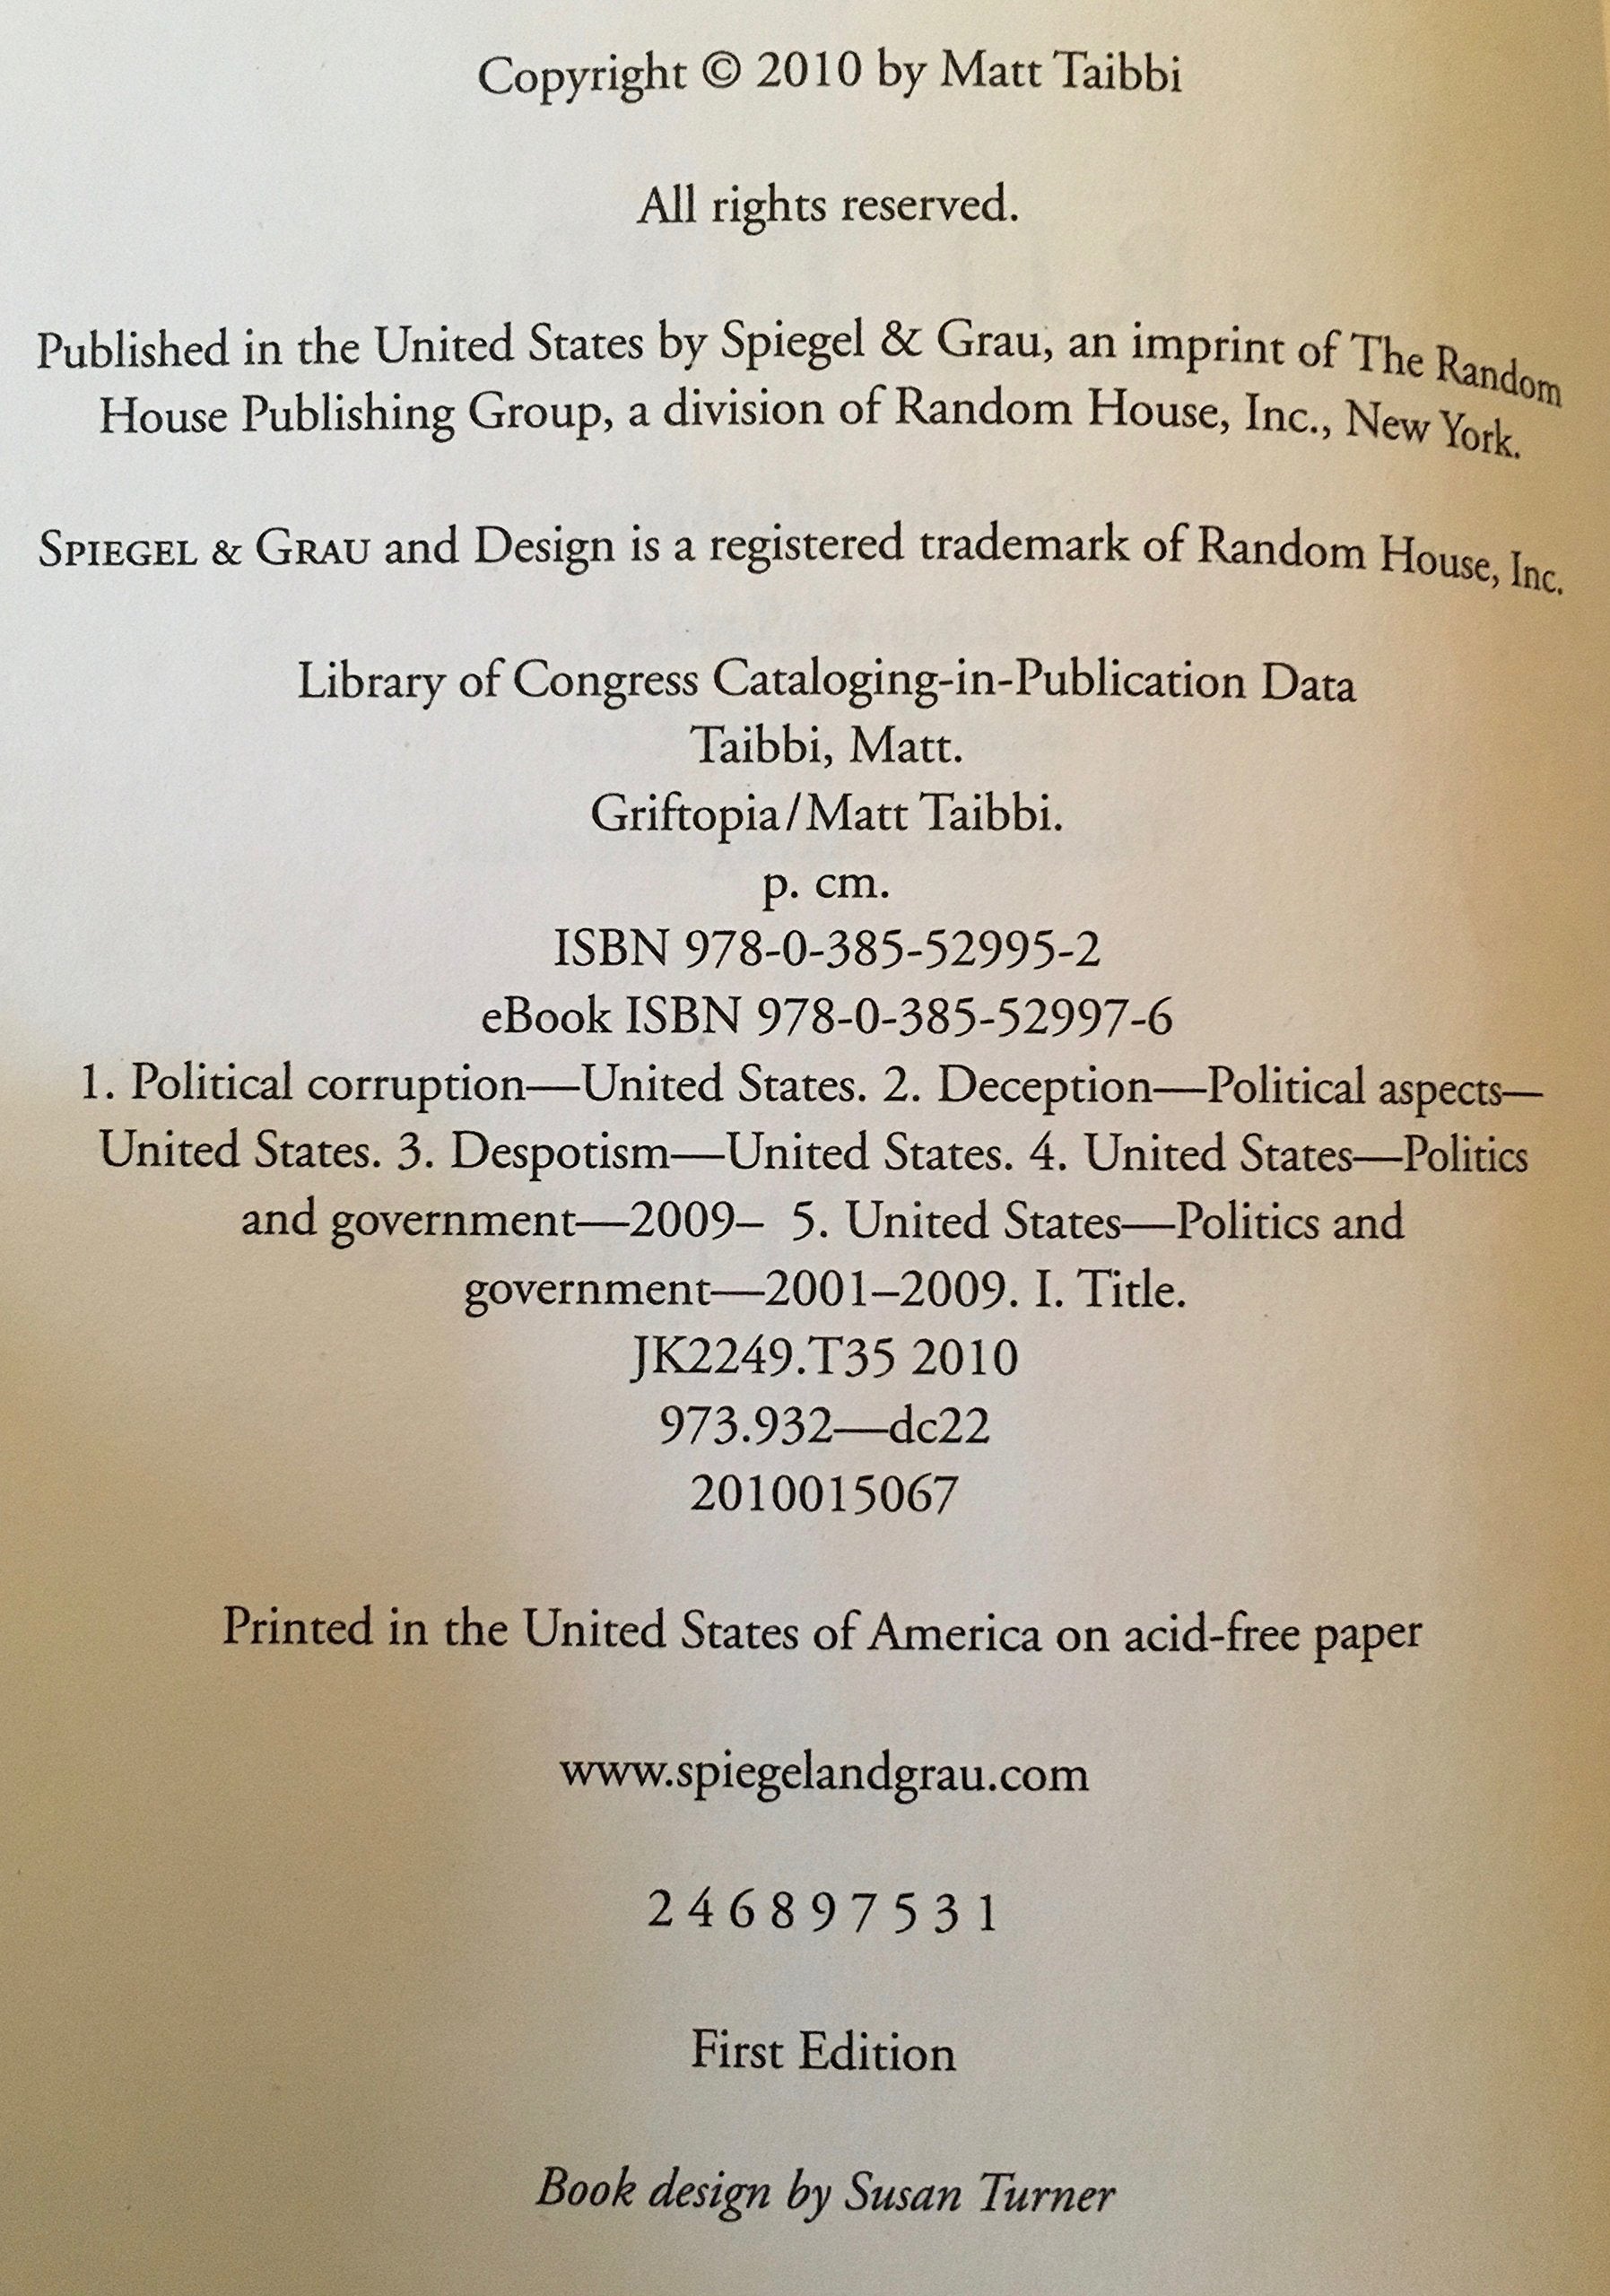 Copyright © 2010 by Matt Taibbi
All rights reserved.
Published in the United States by Spiegel & Grau, an imprint of The Random
House Publishing Group, a division of Random House, Inc., New York.
SPIEGEL & GRAU and Design is a registered trademark of Random House, Inc.
Library of Congress Cataloging-in-Publication Data
Taibbi, Matt.
Griftopia/Matt Taibbi.
p. cm.
ISBN 978-0-385-52995-2
eBook ISBN 978-0-385-52997-6
1. Political corruption—United States. 2. Deception—Political aspects—
United States. 3. Despotism—United States. 4. United States—Politics
and government—2009– 5. United States—Politics and
government—2001–2009. I. Title.
JK2249.T35 2010
973.932—dc22
2010015067
Printed in the United States of America on acid-free paper
www.spiegelandgrau.com
2 4 6 8 9 7 5 3 1
First Edition
Book design by Susan Turner